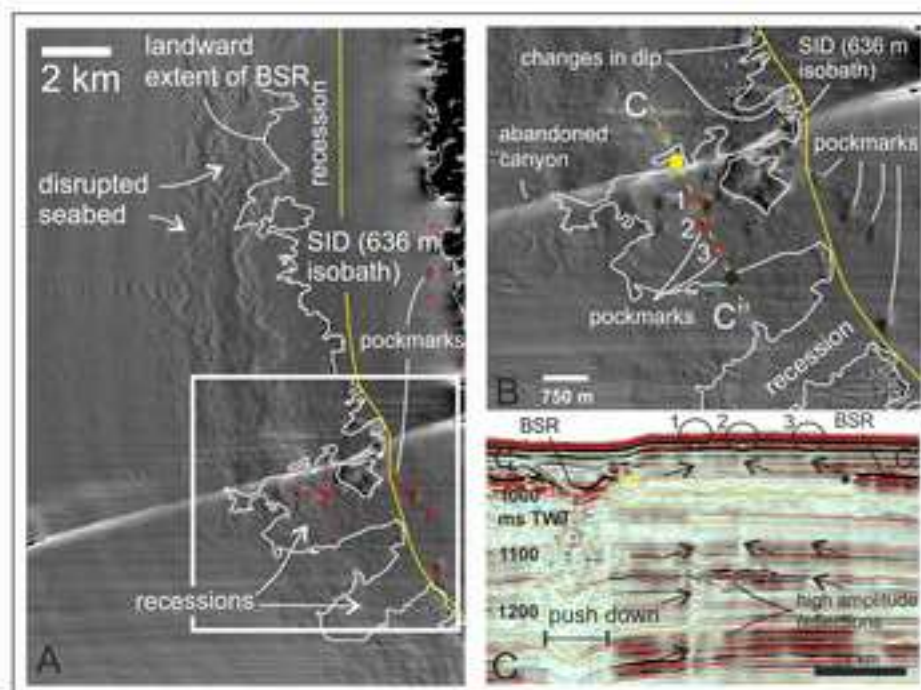 2 km
landward
extent of BSR
recession
disrupted
seabed
SID (636 m
isobath)
pockmarks
recessions
A
changes in dip
SID (636 m
isobath)
C
abandoned
canyon
pockmarks
1
2
3
pockmarks
C
recession
750 m
B
BSR
1
2
3
BSR
1000
ms TWT
1100
1200
push down
high amplitude
reflections
km
C